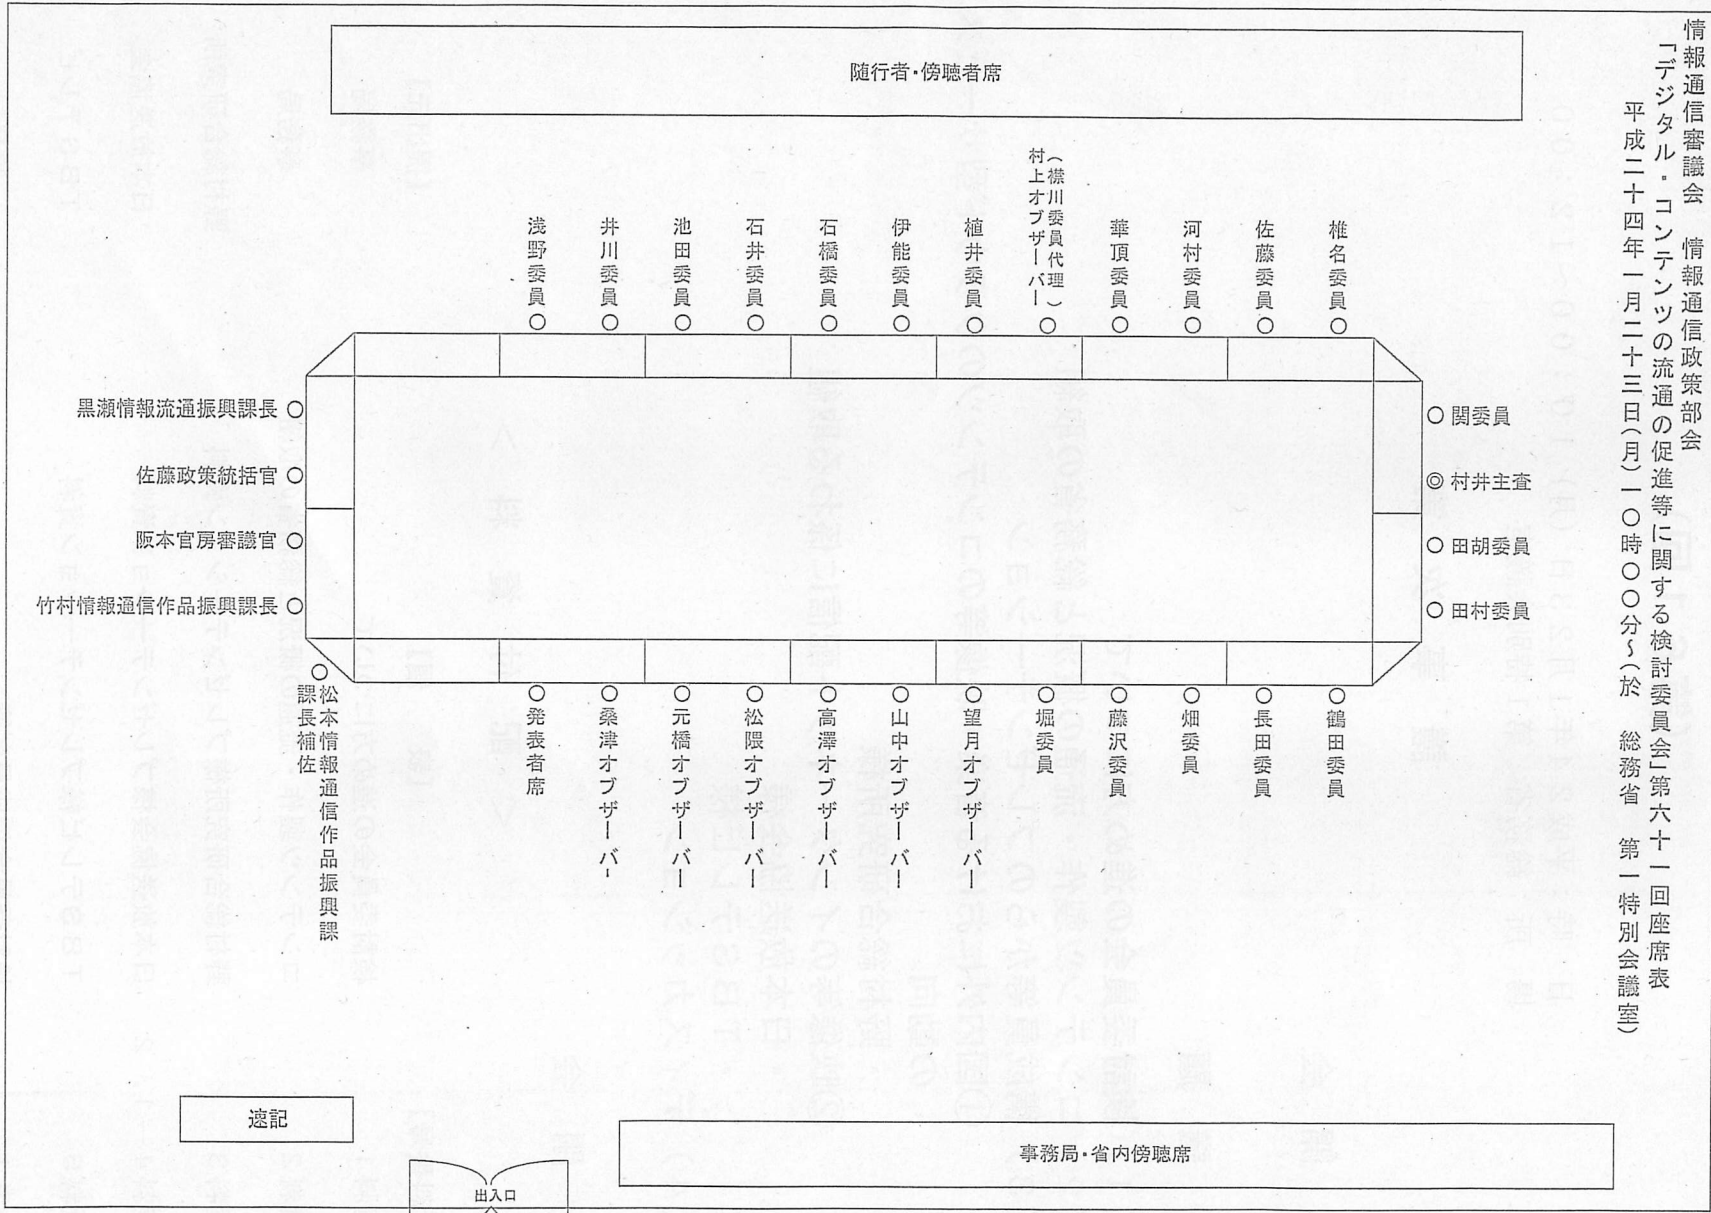 情報通信審議会　情報通信政策部会
「デジタル・コンテンツの流通の促進等に関する検討委員会」第六十一回座席表
平成二十四年一月二十三日(月)一〇時〇〇分～(於　総務省　第一特別会議室)
随行者・傍聴者席
浅野委員○
井川委員○
池田委員○
石井委員○
石橋委員○
伊能委員○
植井委員○
(襟川委員代理)
村上オブザーバー○
華頂委員○
河村委員○
佐藤委員○
椎名委員○
黒瀬情報流通振興課長○
佐藤政策統括官○
阪本官房審議官○
竹村情報通信作品振興課長○
○関委員
◎村井主査
○田胡委員
○田村委員
○松本情報通信作品振興課
課長補佐
○発表者席
○桑津オブザーバー
○元橋オブザーバー
○松隈オブザーバー
○高澤オブザーバー
○山中オブザーバー
○望月オブザーバー
○堀委員
○藤沢委員
○畑委員
○長田委員
○鶴田委員
速記
事務局・省内傍聴席
出入口